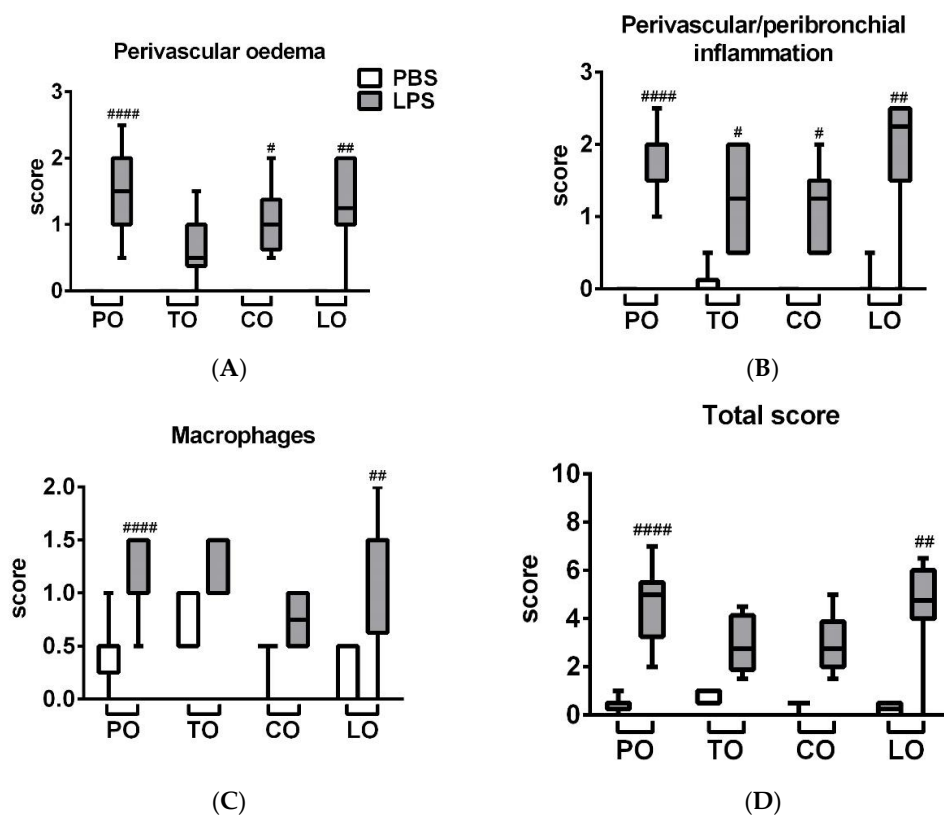 Perivascular oedema
PBS
LPS
score
3
2
1
0
####
#
##
PO TO CO LO
(A)
Perivascular/peribronchial
inflammation
score
3
2
1
0
####
#
#
##
PO TO CO LO
(B)
Macrophages
score
2.0
1.5
1.0
0.5
0.0
####
##
PO TO CO LO
(C)
Total score
score
10
8
6
4
2
0
####
##
PO TO CO LO
(D)